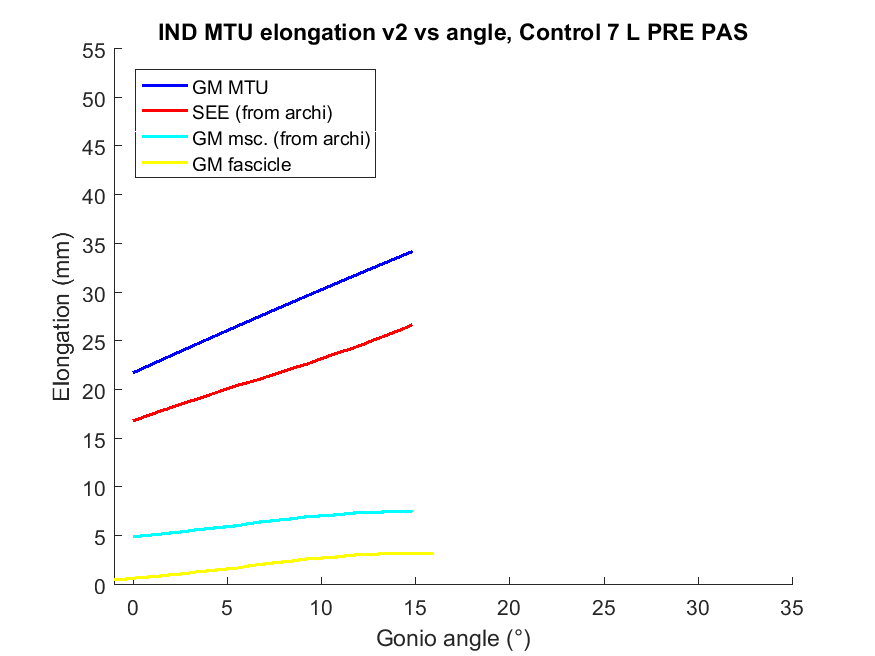 IND MTU elongation v2 vs angle, Control 7 L PRE PAS
55
50
45
40
35
30
25
20
15
10
5
0
Elongation (mm)
GM MTU
SEE (from archi)
GM msc. (from archi)
GM fascicle
0 5 10 15 20 25 30 35
Gonio angle (°)